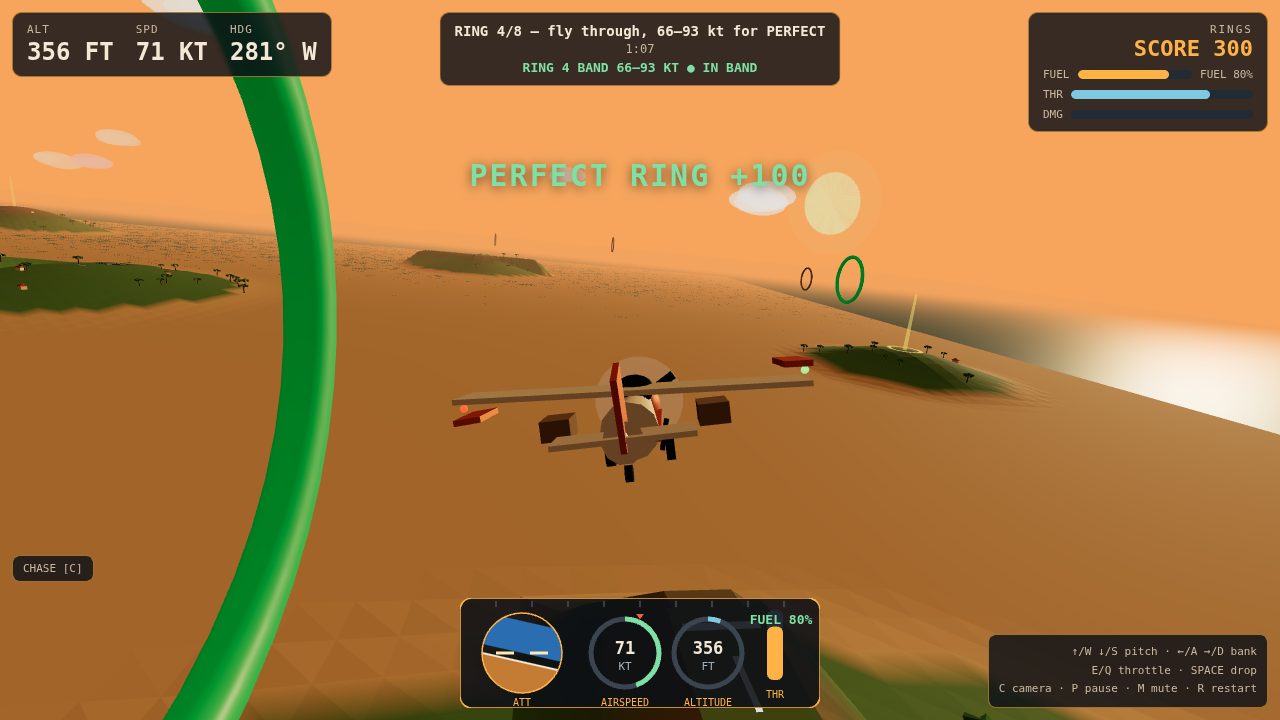 ALT SPD HDG
356 FT 71 KT 281° W
RING 4/8 — fly through, 66–93 kt for PERFECT
1:07
RING 4 BAND 66–93 KT ● IN BAND
RINGS
SCORE 300
FUEL FUEL 80%
THR
DMG
PERFECT RING +100
CHASE [C]
FUEL 80%
71 356
KT FT
THR
ATT AIRSPEED ALTITUDE
↑/W ↓/S pitch · ←/A →/D bank
E/Q throttle · SPACE drop
C camera · P pause · M mute · R restart